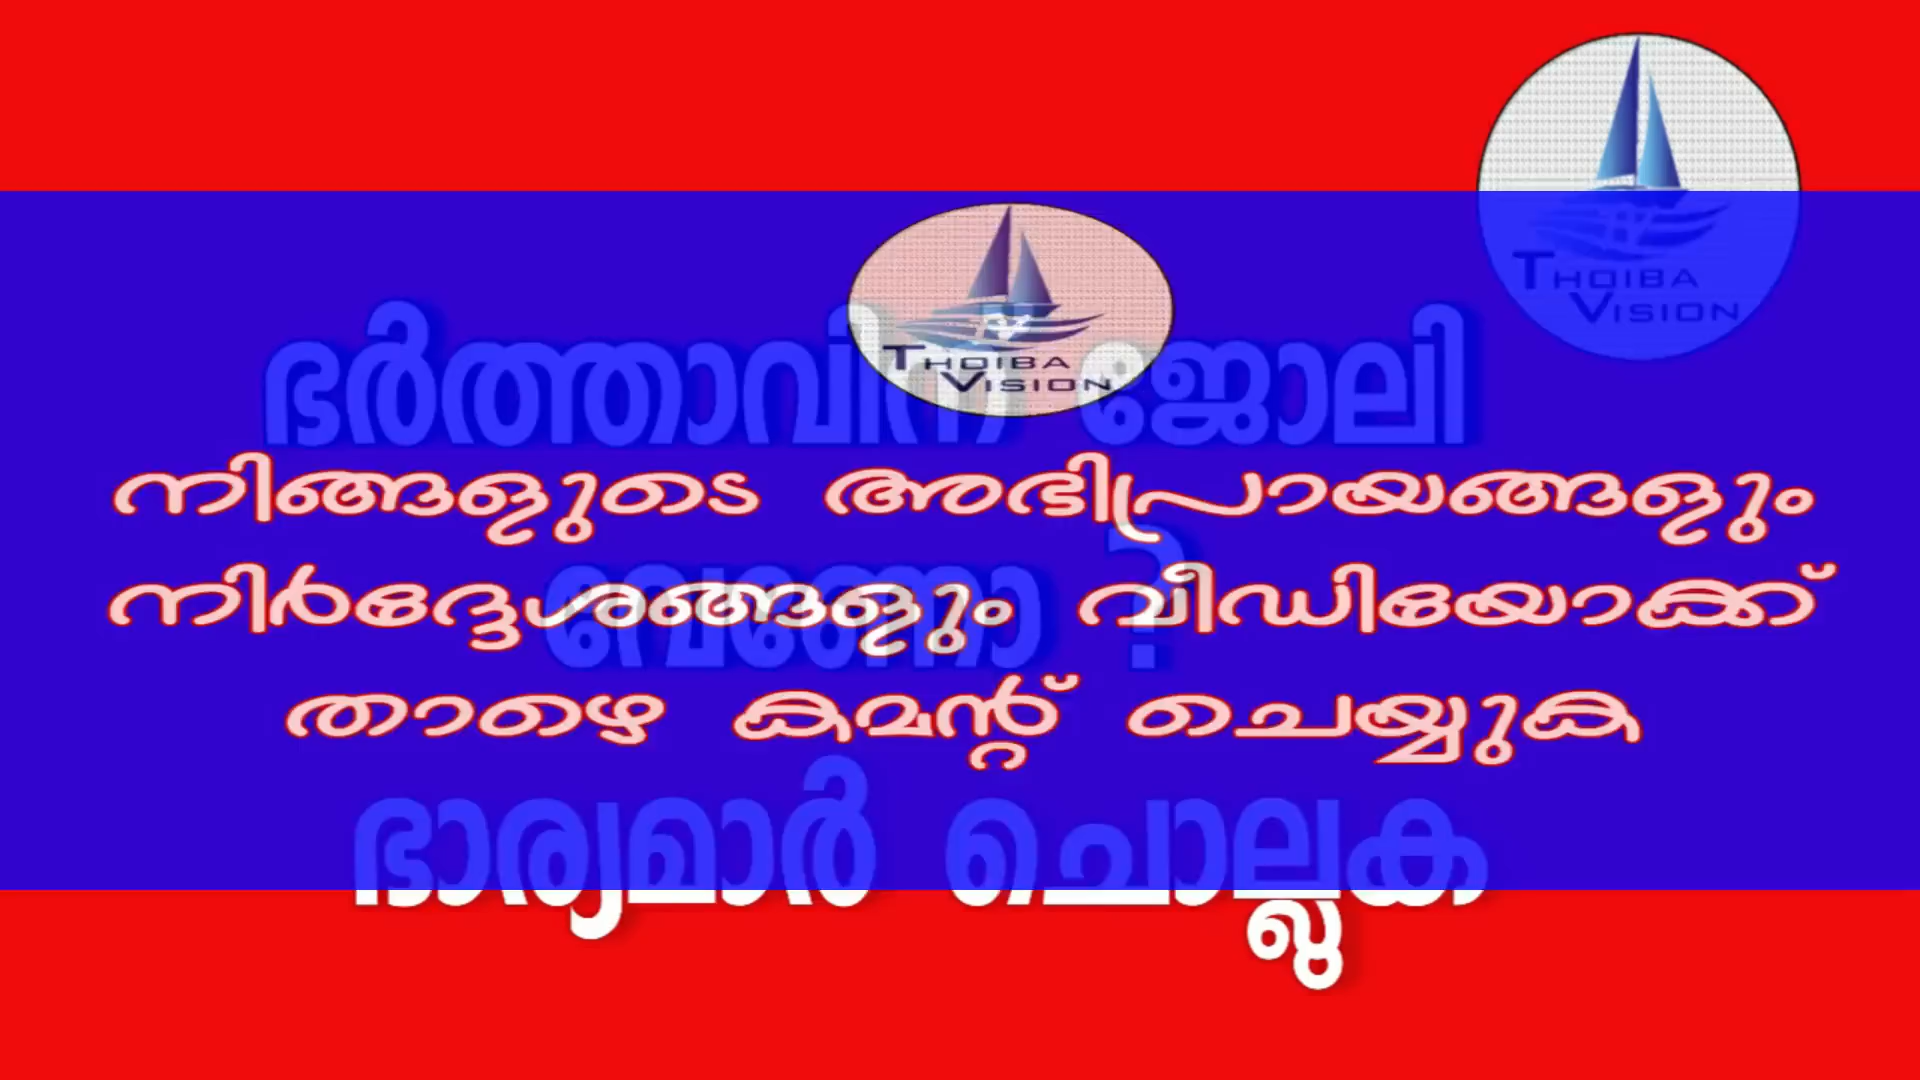 THOIBA
VISION
THOIBA
VISION
ഭർത്താവിന് ജോലി
നിങ്ങളുടെ അഭിപ്രായങ്ങളും
വേണോ ?
നിർദ്ദേശങ്ങളും വീഡിയോക്ക്
താഴെ കമന്റ് ചെയ്യുക
ഭാര്യമാർ ചൊല്ലുക